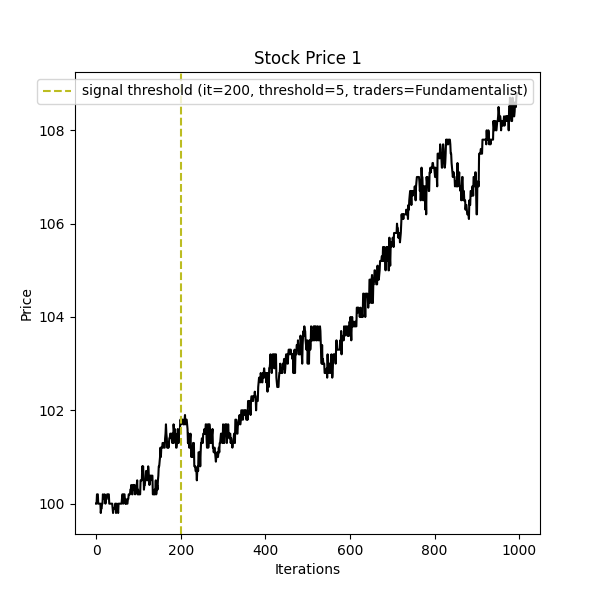 Stock Price 1
signal threshold (it=200, threshold=5, traders=Fundamentalist)
108
106
104
102
100
Price
0 200 400 600 800 1000
Iterations